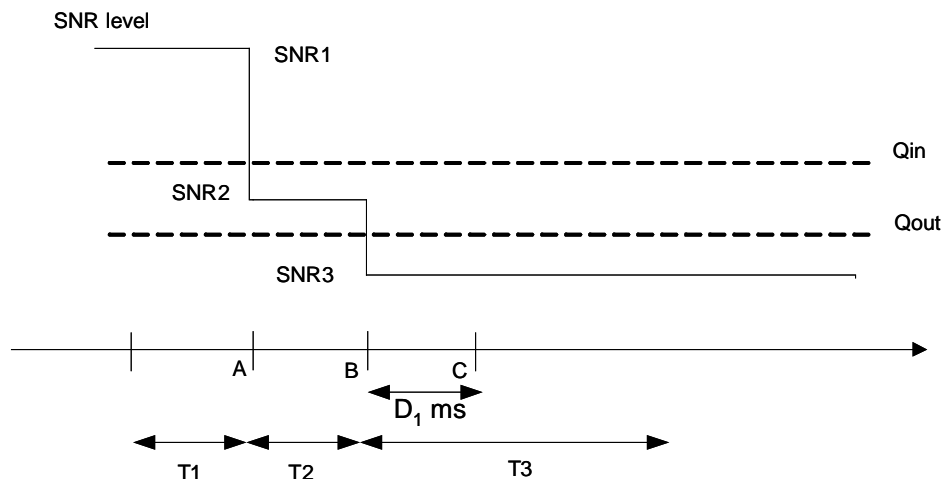 SNR level
SNR1
Qin
SNR2
Qout
SNR3
A
B
C
D₁ ms
T1
T2
T3